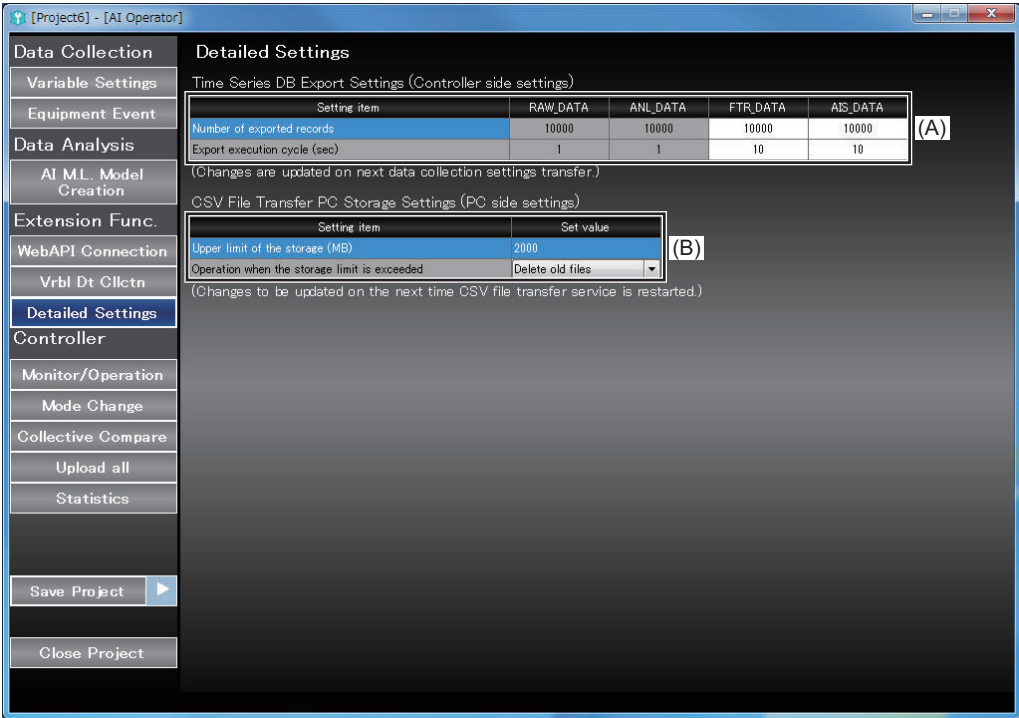 [Project6] - [AI Operator]
Data Collection
Variable Settings
Equipment Event
Data Analysis
AI M.L. Model
Creation
Extension Func.
WebAPI Connection
Vrbl Dt Cllctn
Detailed Settings
Controller
Monitor/Operation
Mode Change
Collective Compare
Upload all
Statistics
Save Project
Close Project
Detailed Settings
Time Series DB Export Settings (Controller side settings)
Setting item RAW_DATA ANL_DATA FTR_DATA AIS_DATA
Number of exported records 10000 10000 10000 10000
Export execution cycle (sec) 1 1 10 10
(A)
(Changes are updated on next data collection settings transfer.)
CSV File Transfer PC Storage Settings (PC side settings)
Setting item Set value
Upper limit of the storage (MB) 2000
Operation when the storage limit is exceeded Delete old files
(B)
(Changes to be updated on the next time CSV file transfer service is restarted.)